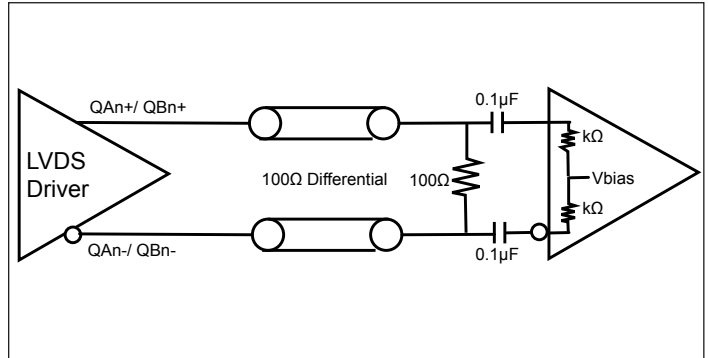 QAn+/ QBn+
0.1µF
LVDS
Driver
100Ω Differential
100Ω
kΩ
Vbias
kΩ
QAn-/ QBn-
0.1µF